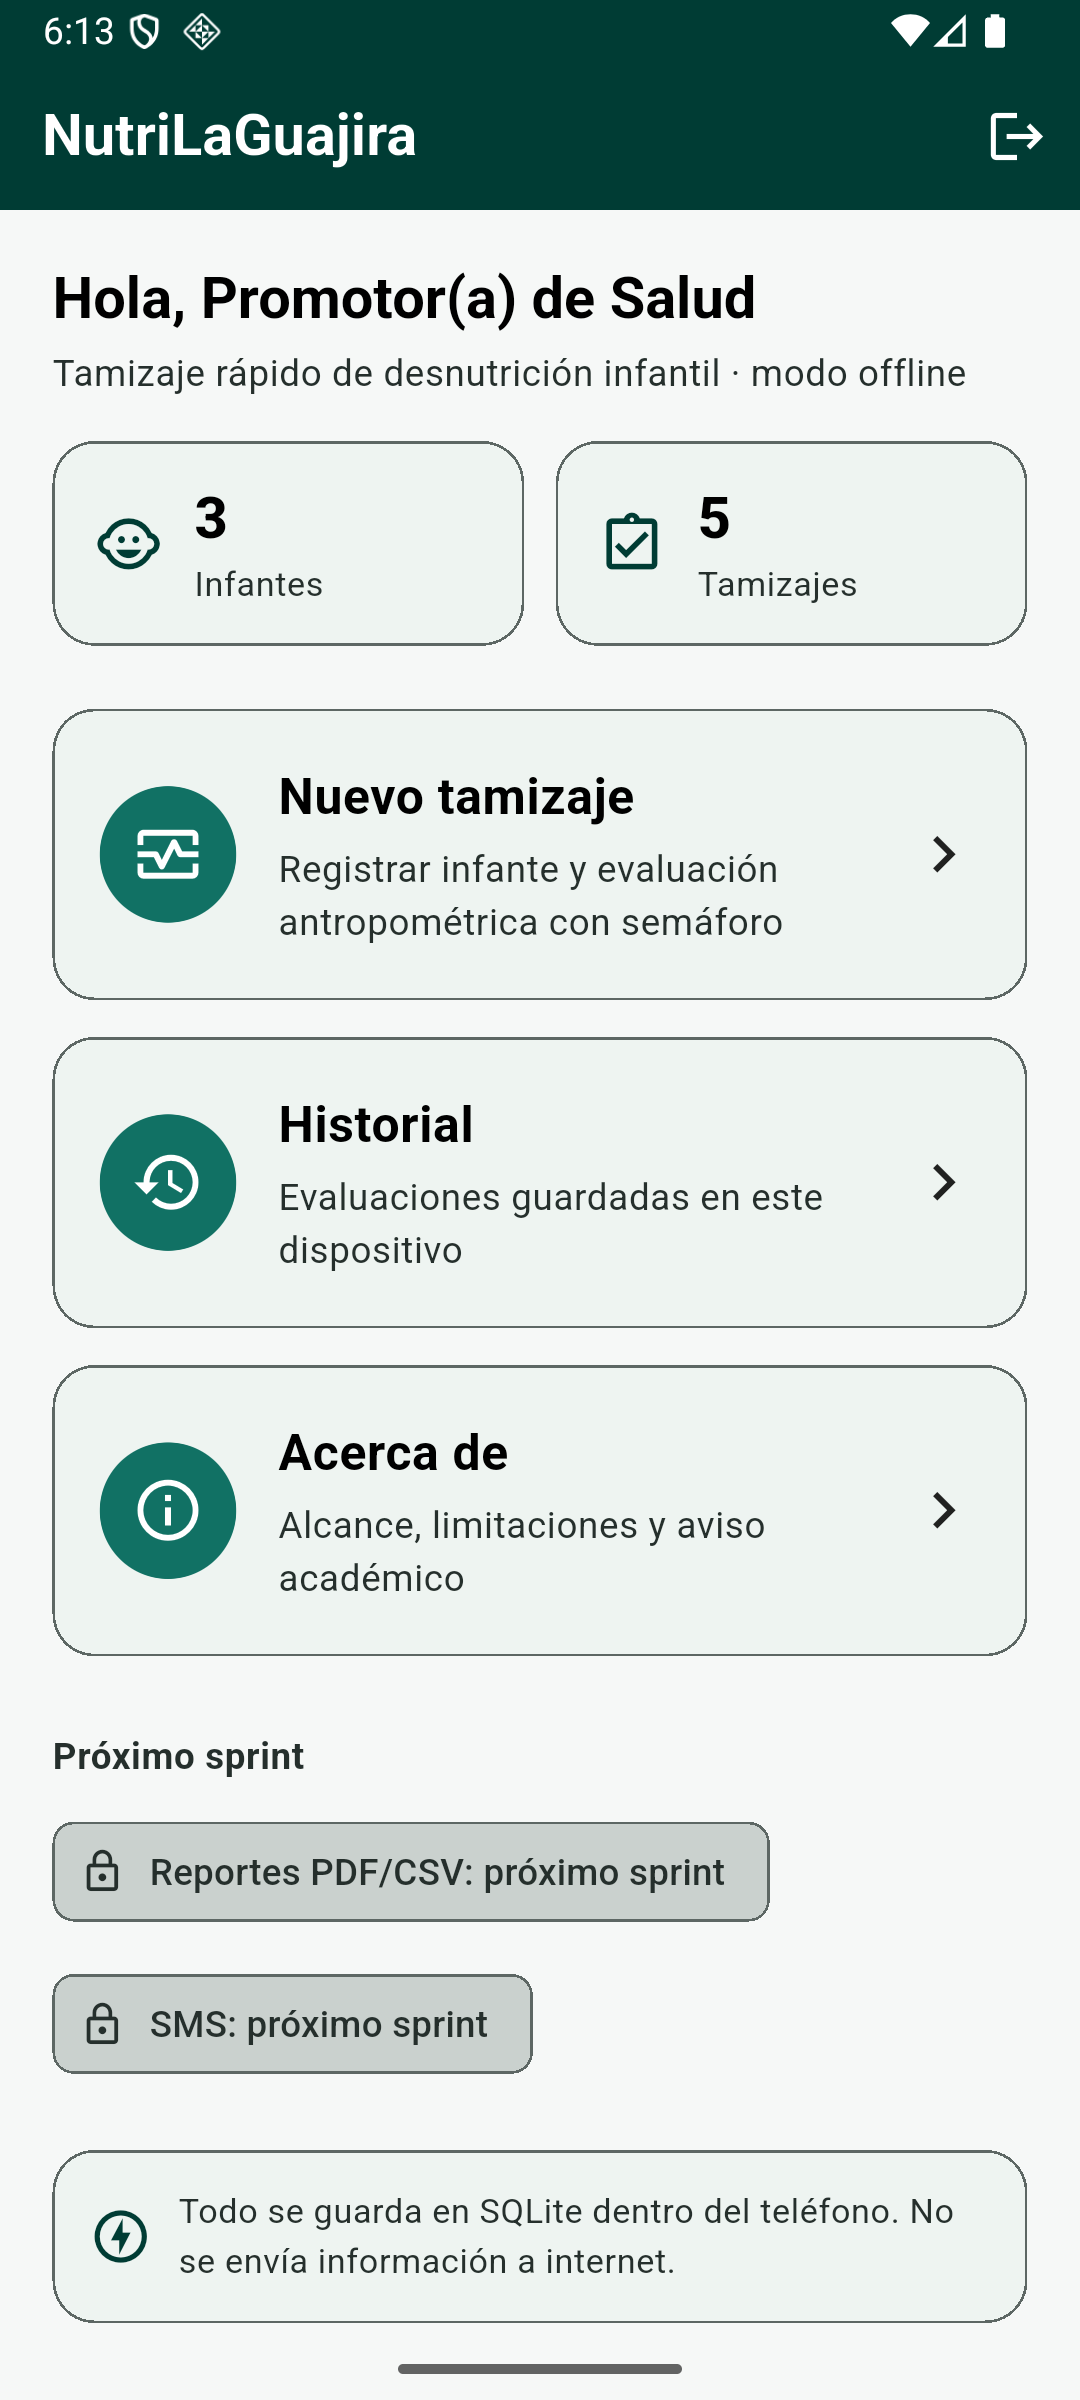 6:13
NutriLaGuajira
Hola, Promotor(a) de Salud
Tamizaje rápido de desnutrición infantil · modo offline
3
Infantes
5
Tamizajes
Nuevo tamizaje
Registrar infante y evaluación
antropométrica con semáforo
Historial
Evaluaciones guardadas en este
dispositivo
Acerca de
Alcance, limitaciones y aviso
académico
Próximo sprint
Reportes PDF/CSV: próximo sprint
SMS: próximo sprint
Todo se guarda en SQLite dentro del teléfono. No
se envía información a internet.